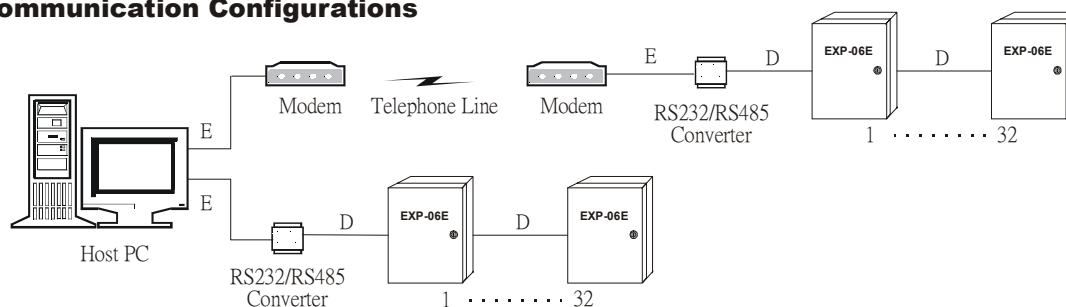 ommunication Configurations
EXP-06E
EXP-06E
E
D
D
Modem
Telephone Line
Modem
RS232/RS485
Converter
1 ········ 32
E
E
EXP-06E
EXP-06E
D
D
Host PC
RS232/RS485
Converter
1 ········ 32